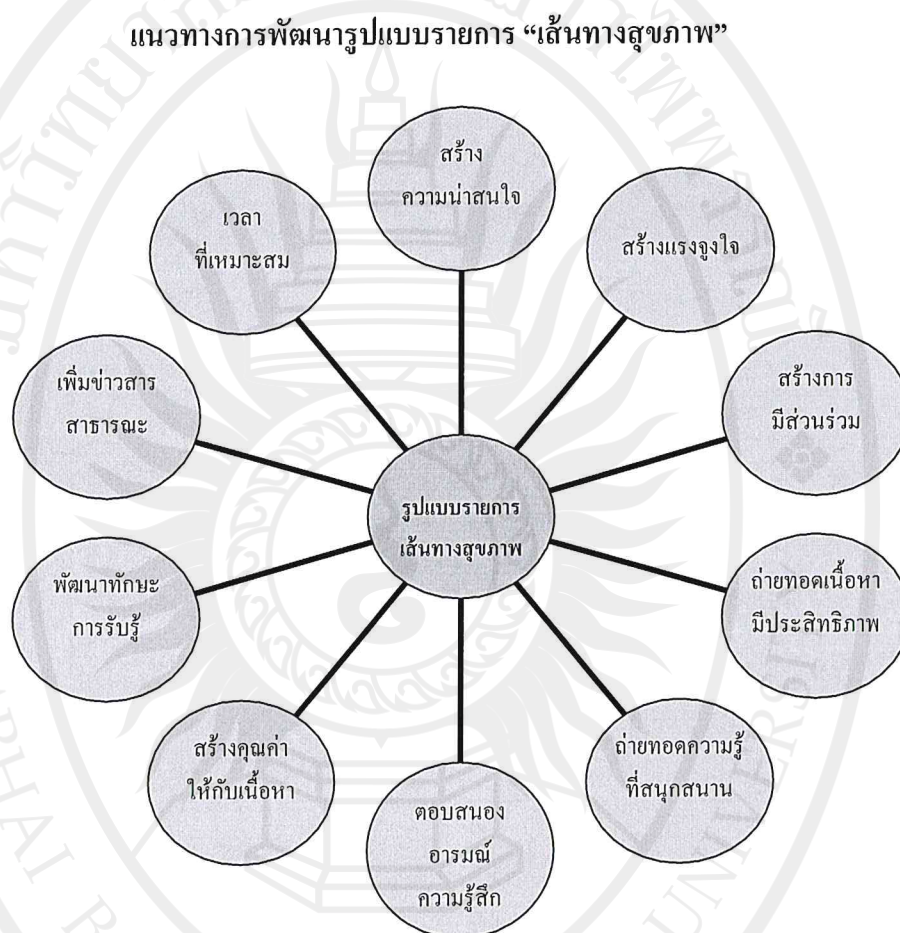 แนวทางการพัฒนารูปแบบรายการ “เส้นทางสุขภาพ”
สร้าง
ความน่าสนใจ
สร้างแรงจูงใจ
สร้างการ
มีส่วนร่วม
ถ่ายทอดเนื้อหา
มีประสิทธิภาพ
ถ่ายทอดความรู้
ที่สนุกสนาน
ตอบสนอง
อารมณ์
ความรู้สึก
สร้างคุณค่า
ให้กับเนื้อหา
พัฒนาทักษะ
การรับรู้
เพิ่มข่าวสาร
สาธารณะ
เวลา
ที่เหมาะสม
รูปแบบรายการ
เส้นทางสุขภาพ